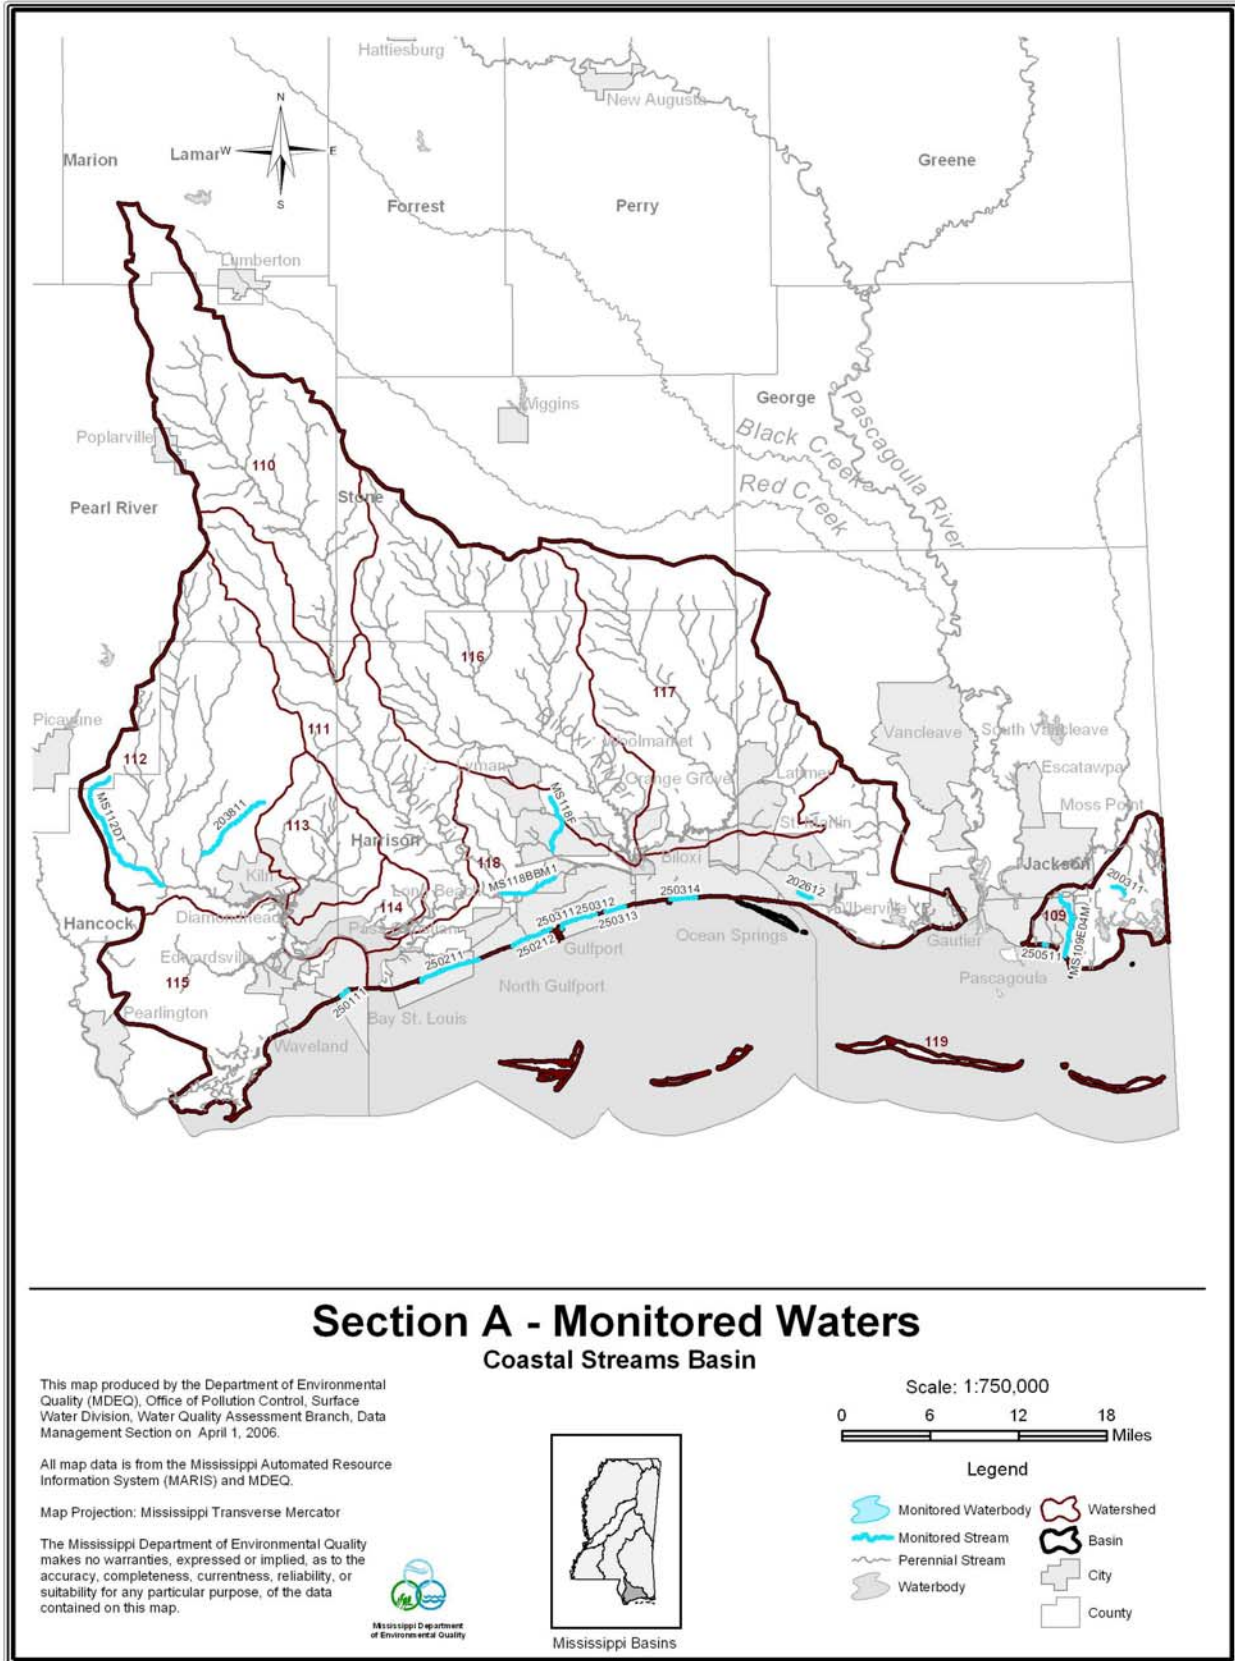 Hattiesburg
New Augusta
N
W
E
S
Marion
Lamar
Greene
Forrest
Perry
Lumberton
Wiggins
George
Pascagoula River
Black Creek
Red Creek
Poplarville
110
Stone
Pearl River
116
117
Picayune
112
111
Biloxi River
Woolmarket
Vancleave
South Vancleave
Lyman
Orange Grove
Latimer
Escatawpa
MS112DT
203811
Wolf River
MS118F
Moss Point
113
Harrison
St. Martin
118
Biloxi
Jackson
Kiln
Long Beach
MS118BBM1
250314
202612
200311
114
Hancock
Diamondhead
Pass Christian
250311
250312
250313
D'Iberville
109
MS109E04M
Edwardsville
250212
Gulfport
Ocean Springs
Gautier
250511
115
250211
Pascagoula
Pearlington
250111
North Gulfport
Bay St. Louis
Waveland
119
Section A - Monitored Waters
Coastal Streams Basin
This map produced by the Department of Environmental
Quality (MDEQ), Office of Pollution Control, Surface
Water Division, Water Quality Assessment Branch, Data
Management Section on April 1, 2006.
All map data is from the Mississippi Automated Resource
Information System (MARIS) and MDEQ.
Map Projection: Mississippi Transverse Mercator
The Mississippi Department of Environmental Quality
makes no warranties, expressed or implied, as to the
accuracy, completeness, currentness, reliability, or
suitability for any particular purpose, of the data
contained on this map.
Mississippi Department
of Environmental Quality
Mississippi Basins
Scale: 1:750,000
0 6 12 18
Miles
Legend
Monitored Waterbody
Monitored Stream
Perennial Stream
Waterbody
Watershed
Basin
City
County